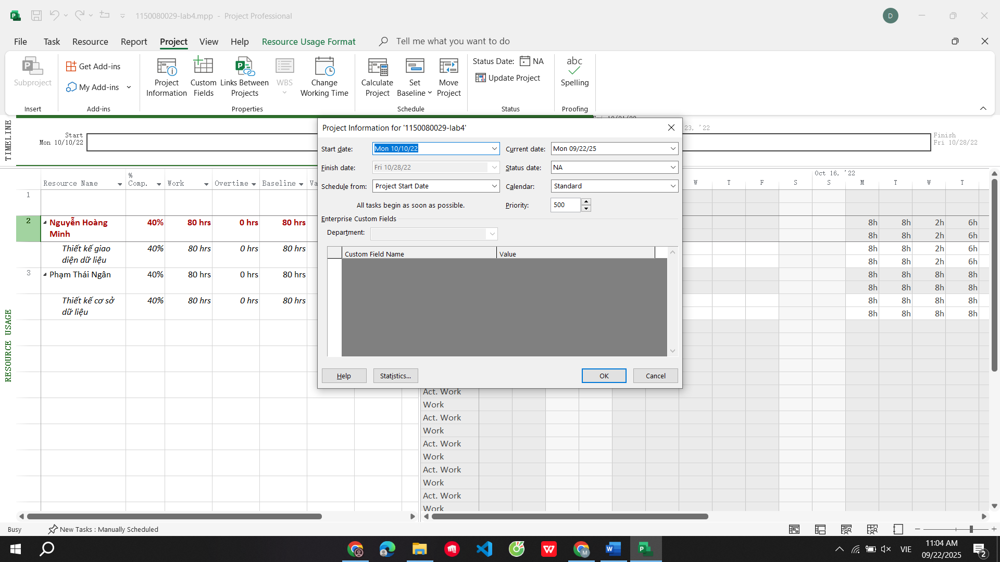 1150080029-lab4.mpp - Project Professional
D
File Task Resource Report Project View Help Resource Usage Format Tell me what you want to do
Subproject
Insert
Get Add-ins
My Add-ins
Add-ins
Project Information
Custom Fields
Links Between Projects
WBS
Change Working Time
Properties
Calculate Project
Set Baseline
Move Project
Schedule
Status Date: NA
Update Project
Status
abc
Spelling
Proofing
TIMELINE
Start
Mon 10/10/22
23, '22
Finish
Fri 10/28/22
Project Information for '1150080029-lab4'
Start date: Mon 10/10/22 Current date: Mon 09/22/25
Finish date: Fri 10/28/22 Status date: NA
Schedule from: Project Start Date Calendar: Standard
All tasks begin as soon as possible. Priority: 500
Enterprise Custom Fields
Department:
Custom Field Name Value
Help Statistics... OK Cancel
RESOURCE USAGE
Resource Name % Comp. Work Overtime Baseline Va
1
2 Nguyễn Hoàng Minh 40% 80 hrs 0 hrs 80 hrs
Thiết kế giao diện dữ liệu 40% 80 hrs 0 hrs 80 hrs
3 Phạm Thái Ngân 40% 80 hrs 0 hrs 80 hrs
Thiết kế cơ sở dữ liệu 40% 80 hrs 0 hrs 80 hrs
Oct 16, '22
W T F S S M T W T
8h 8h 2h 6h
8h 8h 2h 6h
8h 8h 2h 6h
8h 8h 2h 6h
8h 8h 8h 8h
8h 8h 8h 8h
8h 8h 8h 8h
8h 8h 8h 8h
Act. Work
Work
Act. Work
Work
Act. Work
Work
Act. Work
Work
Act. Work
Work
Busy New Tasks : Manually Scheduled
VIE
11:04 AM
09/22/2025
2